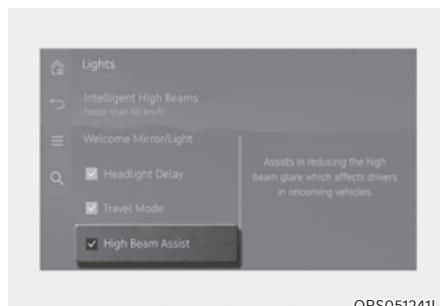 Lights
Intelligent High Beams
Faster than 60 km/h
Welcome Mirror/Light
Headlight Delay
Travel Mode
High Beam Assist
Assists in reducing the high
beam glare which affects drivers
in oncoming vehicles.